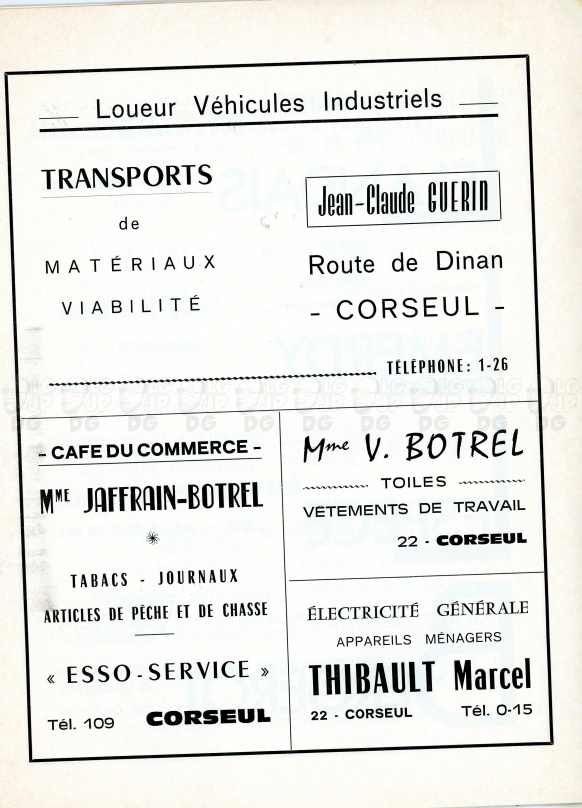 Loueur Véhicules Industriels
TRANSPORTS
de
MATÉRIAUX
VIABILITÉ
Jean-Claude GUERIN
Route de Dinan
- CORSEUL -
TÉLÉPHONE : 1-26
- CAFE DU COMMERCE -
MME JAFFRAIN-BOTREL
TABACS - JOURNAUX
ARTICLES DE PÊCHE ET DE CHASSE
« ESSO-SERVICE »
Tél. 109 CORSEUL
Mme V. BOTREL
TOILES
VÊTEMENTS DE TRAVAIL
22 - CORSEUL
ÉLECTRICITÉ GÉNÉRALE
APPAREILS MÉNAGERS
THIBAULT Marcel
22 - CORSEUL Tél. 0-15